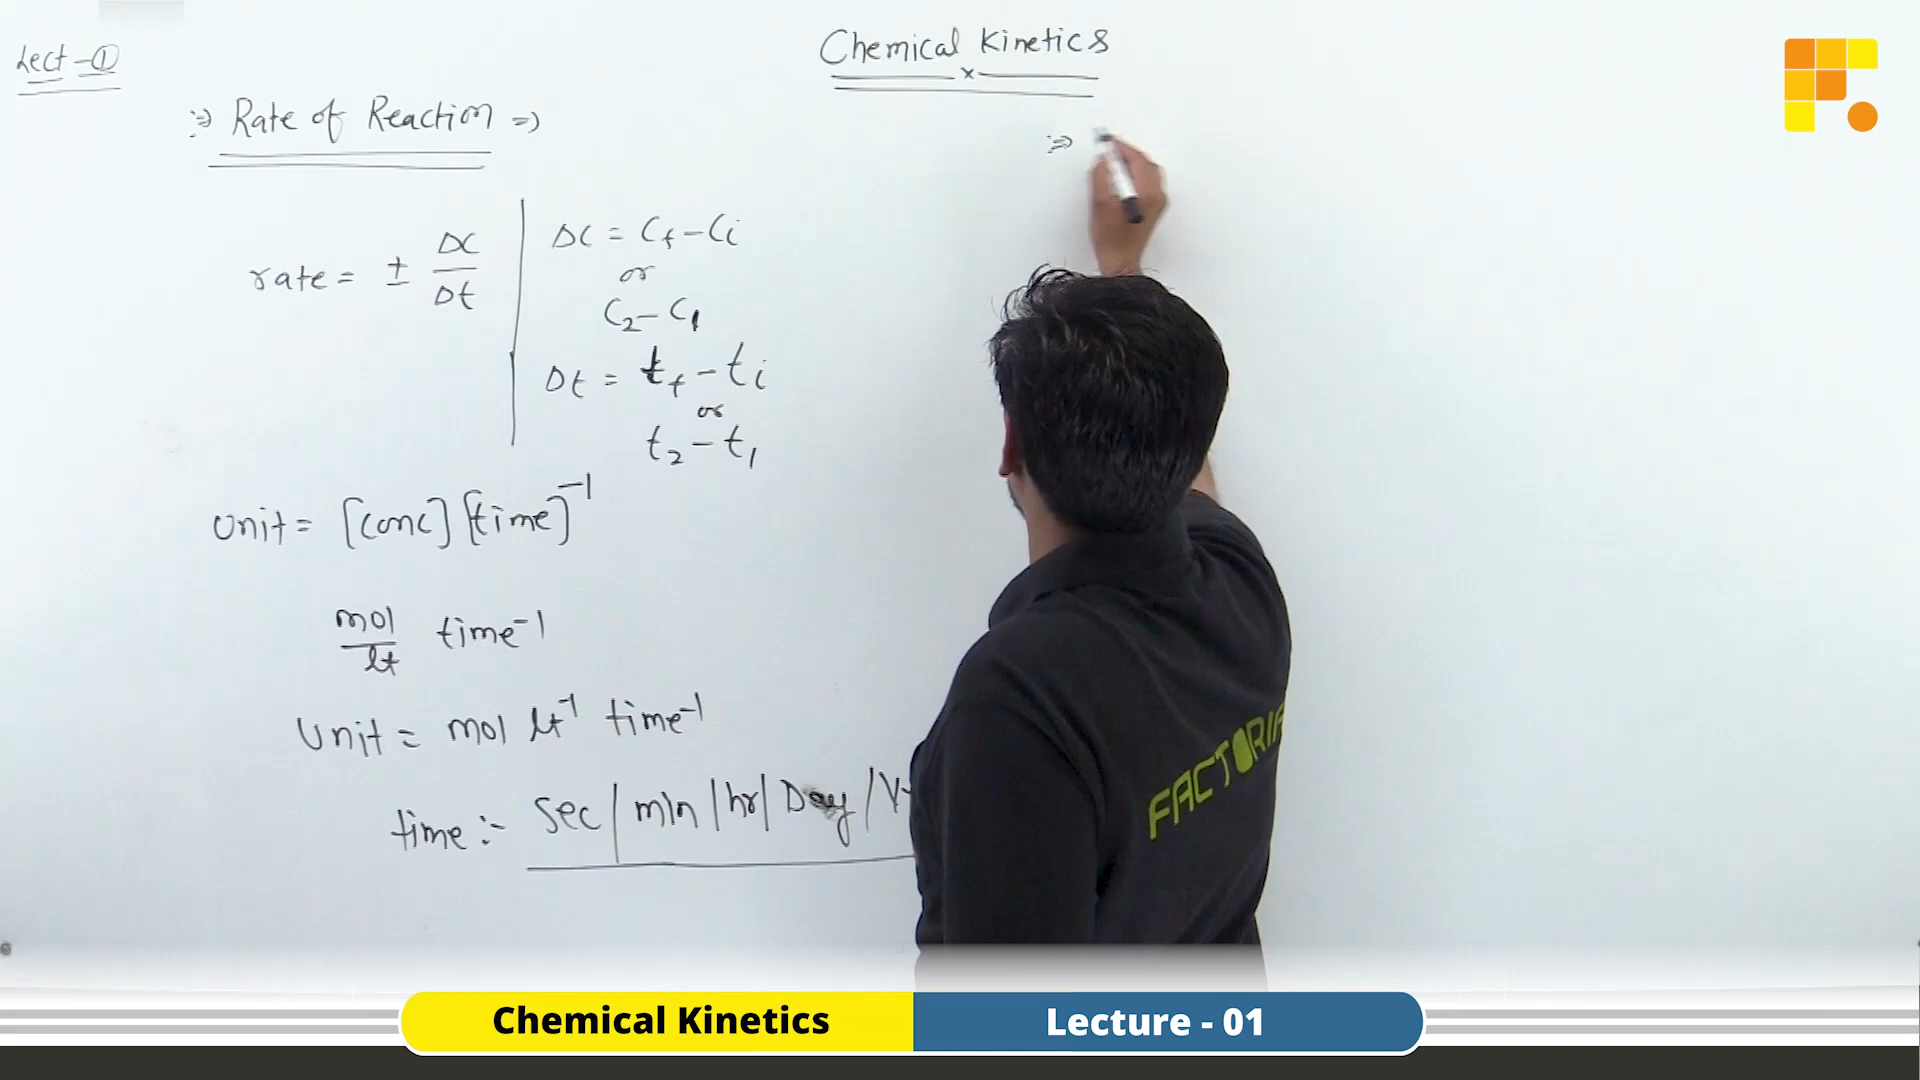 Lect-①
Chemical Kinetics
x
⇒ Rate of Reaction ⇒
⇒
rate = ± ΔC/Δt
ΔC = Cf - Ci
or
C2 - C1
Δt = tf - ti
or
t2 - t1
Unit = [conc] [time]⁻¹
mol/lt time⁻¹
Unit = mol lt⁻¹ time⁻¹
time :- Sec / min / hr / Day /
FACTORIA
Chemical Kinetics
Lecture - 01